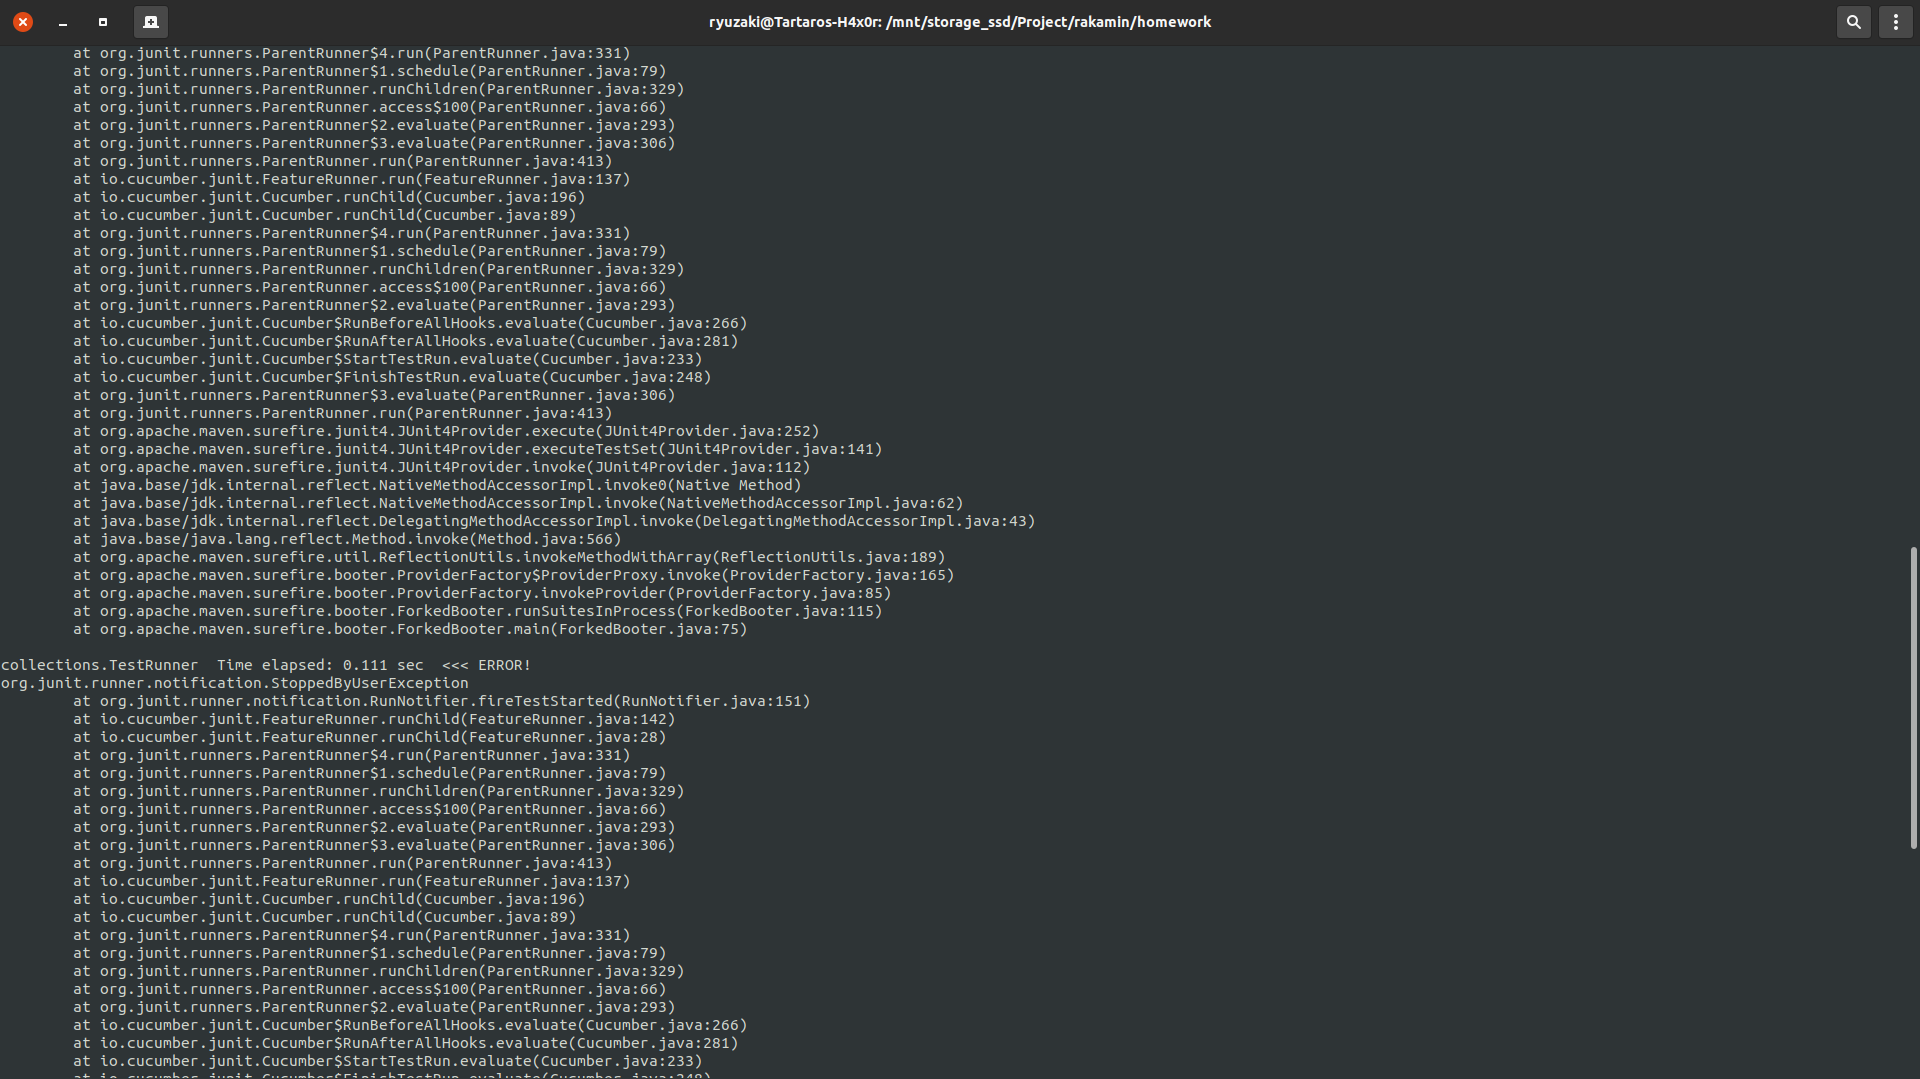 ryuzaki@Tartaros-H4x0r: /mnt/storage_ssd/Project/rakamin/homework
at org.junit.runners.ParentRunner$4.run(ParentRunner.java:331)
at org.junit.runners.ParentRunner$1.schedule(ParentRunner.java:79)
at org.junit.runners.ParentRunner.runChildren(ParentRunner.java:329)
at org.junit.runners.ParentRunner.access$100(ParentRunner.java:66)
at org.junit.runners.ParentRunner$2.evaluate(ParentRunner.java:293)
at org.junit.runners.ParentRunner$3.evaluate(ParentRunner.java:306)
at org.junit.runners.ParentRunner.run(ParentRunner.java:413)
at io.cucumber.junit.FeatureRunner.run(FeatureRunner.java:137)
at io.cucumber.junit.Cucumber.runChild(Cucumber.java:196)
at io.cucumber.junit.Cucumber.runChild(Cucumber.java:89)
at org.junit.runners.ParentRunner$4.run(ParentRunner.java:331)
at org.junit.runners.ParentRunner$1.schedule(ParentRunner.java:79)
at org.junit.runners.ParentRunner.runChildren(ParentRunner.java:329)
at org.junit.runners.ParentRunner.access$100(ParentRunner.java:66)
at org.junit.runners.ParentRunner$2.evaluate(ParentRunner.java:293)
at io.cucumber.junit.Cucumber$RunBeforeAllHooks.evaluate(Cucumber.java:266)
at io.cucumber.junit.Cucumber$RunAfterAllHooks.evaluate(Cucumber.java:281)
at io.cucumber.junit.Cucumber$StartTestRun.evaluate(Cucumber.java:233)
at io.cucumber.junit.Cucumber$FinishTestRun.evaluate(Cucumber.java:248)
at org.junit.runners.ParentRunner$3.evaluate(ParentRunner.java:306)
at org.junit.runners.ParentRunner.run(ParentRunner.java:413)
at org.apache.maven.surefire.junit4.JUnit4Provider.execute(JUnit4Provider.java:252)
at org.apache.maven.surefire.junit4.JUnit4Provider.executeTestSet(JUnit4Provider.java:141)
at org.apache.maven.surefire.junit4.JUnit4Provider.invoke(JUnit4Provider.java:112)
at java.base/jdk.internal.reflect.NativeMethodAccessorImpl.invoke0(Native Method)
at java.base/jdk.internal.reflect.NativeMethodAccessorImpl.invoke(NativeMethodAccessorImpl.java:62)
at java.base/jdk.internal.reflect.DelegatingMethodAccessorImpl.invoke(DelegatingMethodAccessorImpl.java:43)
at java.base/java.lang.reflect.Method.invoke(Method.java:566)
at org.apache.maven.surefire.util.ReflectionUtils.invokeMethodWithArray(ReflectionUtils.java:189)
at org.apache.maven.surefire.booter.ProviderFactory$ProviderProxy.invoke(ProviderFactory.java:165)
at org.apache.maven.surefire.booter.ProviderFactory.invokeProvider(ProviderFactory.java:85)
at org.apache.maven.surefire.booter.ForkedBooter.runSuitesInProcess(ForkedBooter.java:115)
at org.apache.maven.surefire.booter.ForkedBooter.main(ForkedBooter.java:75)
collections.TestRunner  Time elapsed: 0.111 sec  <<< ERROR!
org.junit.runner.notification.StoppedByUserException
at org.junit.runner.notification.RunNotifier.fireTestStarted(RunNotifier.java:151)
at io.cucumber.junit.FeatureRunner.runChild(FeatureRunner.java:142)
at io.cucumber.junit.FeatureRunner.runChild(FeatureRunner.java:28)
at org.junit.runners.ParentRunner$4.run(ParentRunner.java:331)
at org.junit.runners.ParentRunner$1.schedule(ParentRunner.java:79)
at org.junit.runners.ParentRunner.runChildren(ParentRunner.java:329)
at org.junit.runners.ParentRunner.access$100(ParentRunner.java:66)
at org.junit.runners.ParentRunner$2.evaluate(ParentRunner.java:293)
at org.junit.runners.ParentRunner$3.evaluate(ParentRunner.java:306)
at org.junit.runners.ParentRunner.run(ParentRunner.java:413)
at io.cucumber.junit.FeatureRunner.run(FeatureRunner.java:137)
at io.cucumber.junit.Cucumber.runChild(Cucumber.java:196)
at io.cucumber.junit.Cucumber.runChild(Cucumber.java:89)
at org.junit.runners.ParentRunner$4.run(ParentRunner.java:331)
at org.junit.runners.ParentRunner$1.schedule(ParentRunner.java:79)
at org.junit.runners.ParentRunner.runChildren(ParentRunner.java:329)
at org.junit.runners.ParentRunner.access$100(ParentRunner.java:66)
at org.junit.runners.ParentRunner$2.evaluate(ParentRunner.java:293)
at io.cucumber.junit.Cucumber$RunBeforeAllHooks.evaluate(Cucumber.java:266)
at io.cucumber.junit.Cucumber$RunAfterAllHooks.evaluate(Cucumber.java:281)
at io.cucumber.junit.Cucumber$StartTestRun.evaluate(Cucumber.java:233)